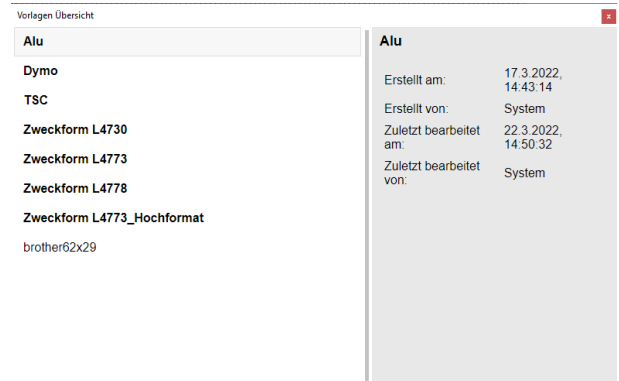 Vorlagen Übersicht
x
Alu
Dymo
TSC
Zweckform L4730
Zweckform L4773
Zweckform L4778
Zweckform L4773_Hochformat
brother62x29
Alu
Erstellt am: 17.3.2022,
14:43:14
Erstellt von: System
Zuletzt bearbeitet 22.3.2022,
am: 14:50:32
Zuletzt bearbeitet
von: System